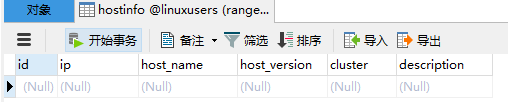 对象 hostinfo @linuxusers (range...
开始事务 备注 筛选 排序 导入 导出
id ip host_name host_version cluster description
(Null) (Null) (Null) (Null) (Null) (Null)